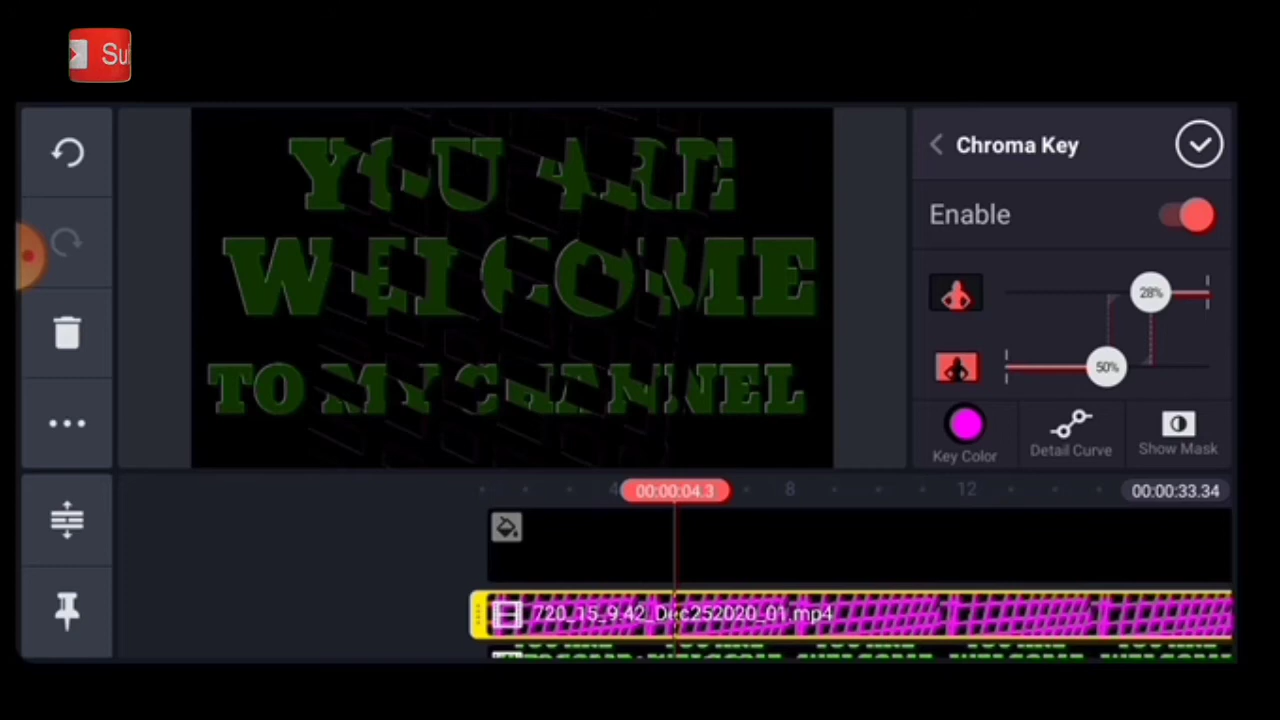 Su
YOU ARE
WELCOME
TO MY CHANNEL
Chroma Key
Enable
28%
50%
Key Color
Detail Curve
Show Mask
4
00:00:04.3
8
12
00:00:33.34
720_15_9.42_Dec252020_01.mp4